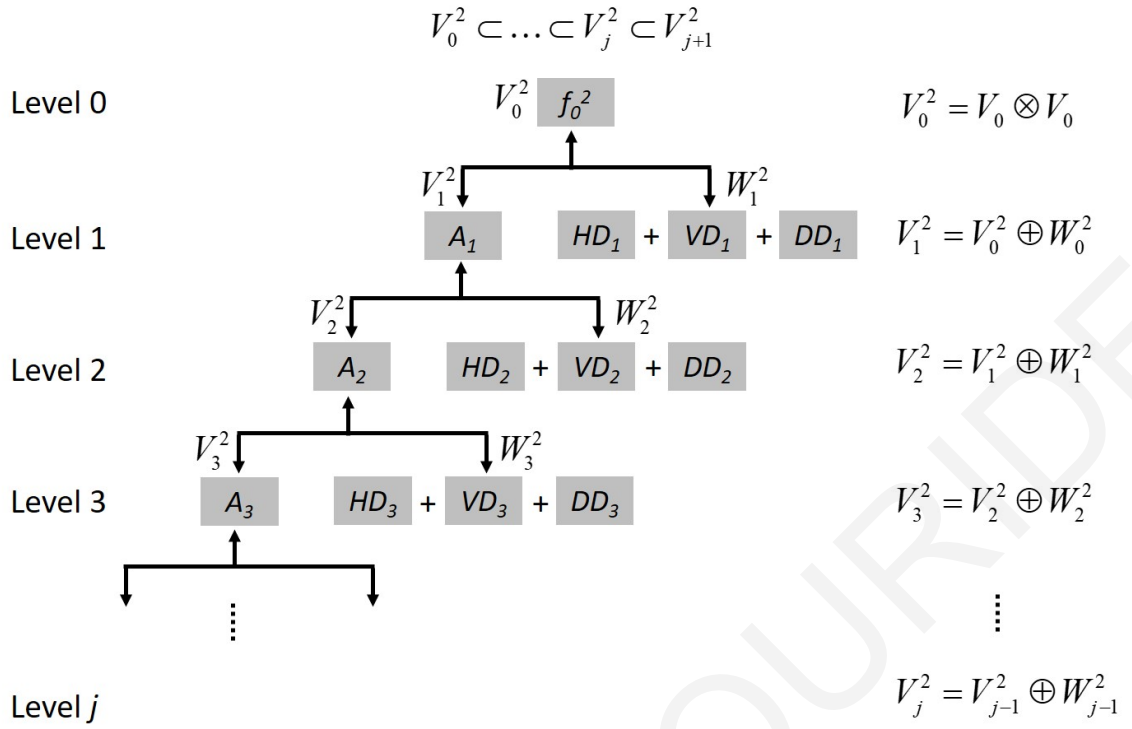 V_0^2 ⊂ … ⊂ V_j^2 ⊂ V_{j+1}^2
Level 0 V_0^2 f_0^2 V_0^2 = V_0 ⊗ V_0
V_1^2 W_1^2
Level 1 A_1 HD_1 + VD_1 + DD_1 V_1^2 = V_0^2 ⊕ W_0^2
V_2^2 W_2^2
Level 2 A_2 HD_2 + VD_2 + DD_2 V_2^2 = V_1^2 ⊕ W_1^2
V_3^2 W_3^2
Level 3 A_3 HD_3 + VD_3 + DD_3 V_3^2 = V_2^2 ⊕ W_2^2
Level j V_j^2 = V_{j-1}^2 ⊕ W_{j-1}^2